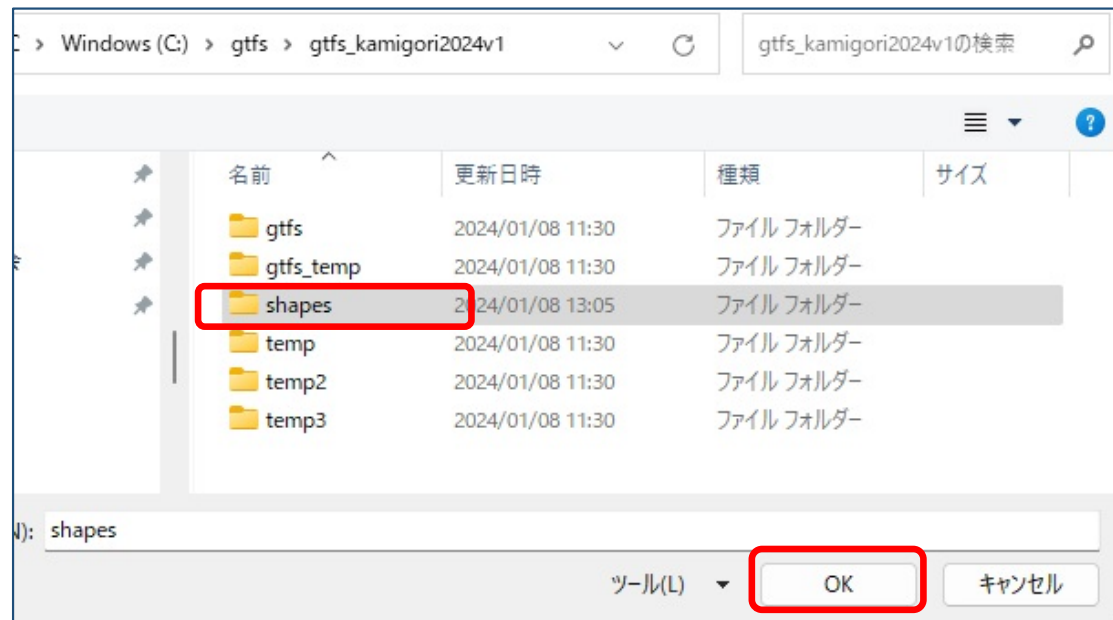 Windows (C:) > gtfs > gtfs_kamigori2024v1
gtfs_kamigori2024v1の検索
名前 更新日時 種類 サイズ
gtfs 2024/01/08 11:30 ファイル フォルダー
gtfs_temp 2024/01/08 11:30 ファイル フォルダー
shapes 2024/01/08 13:05 ファイル フォルダー
temp 2024/01/08 11:30 ファイル フォルダー
temp2 2024/01/08 11:30 ファイル フォルダー
temp3 2024/01/08 11:30 ファイル フォルダー
N): shapes
ツール(L) OK キャンセル